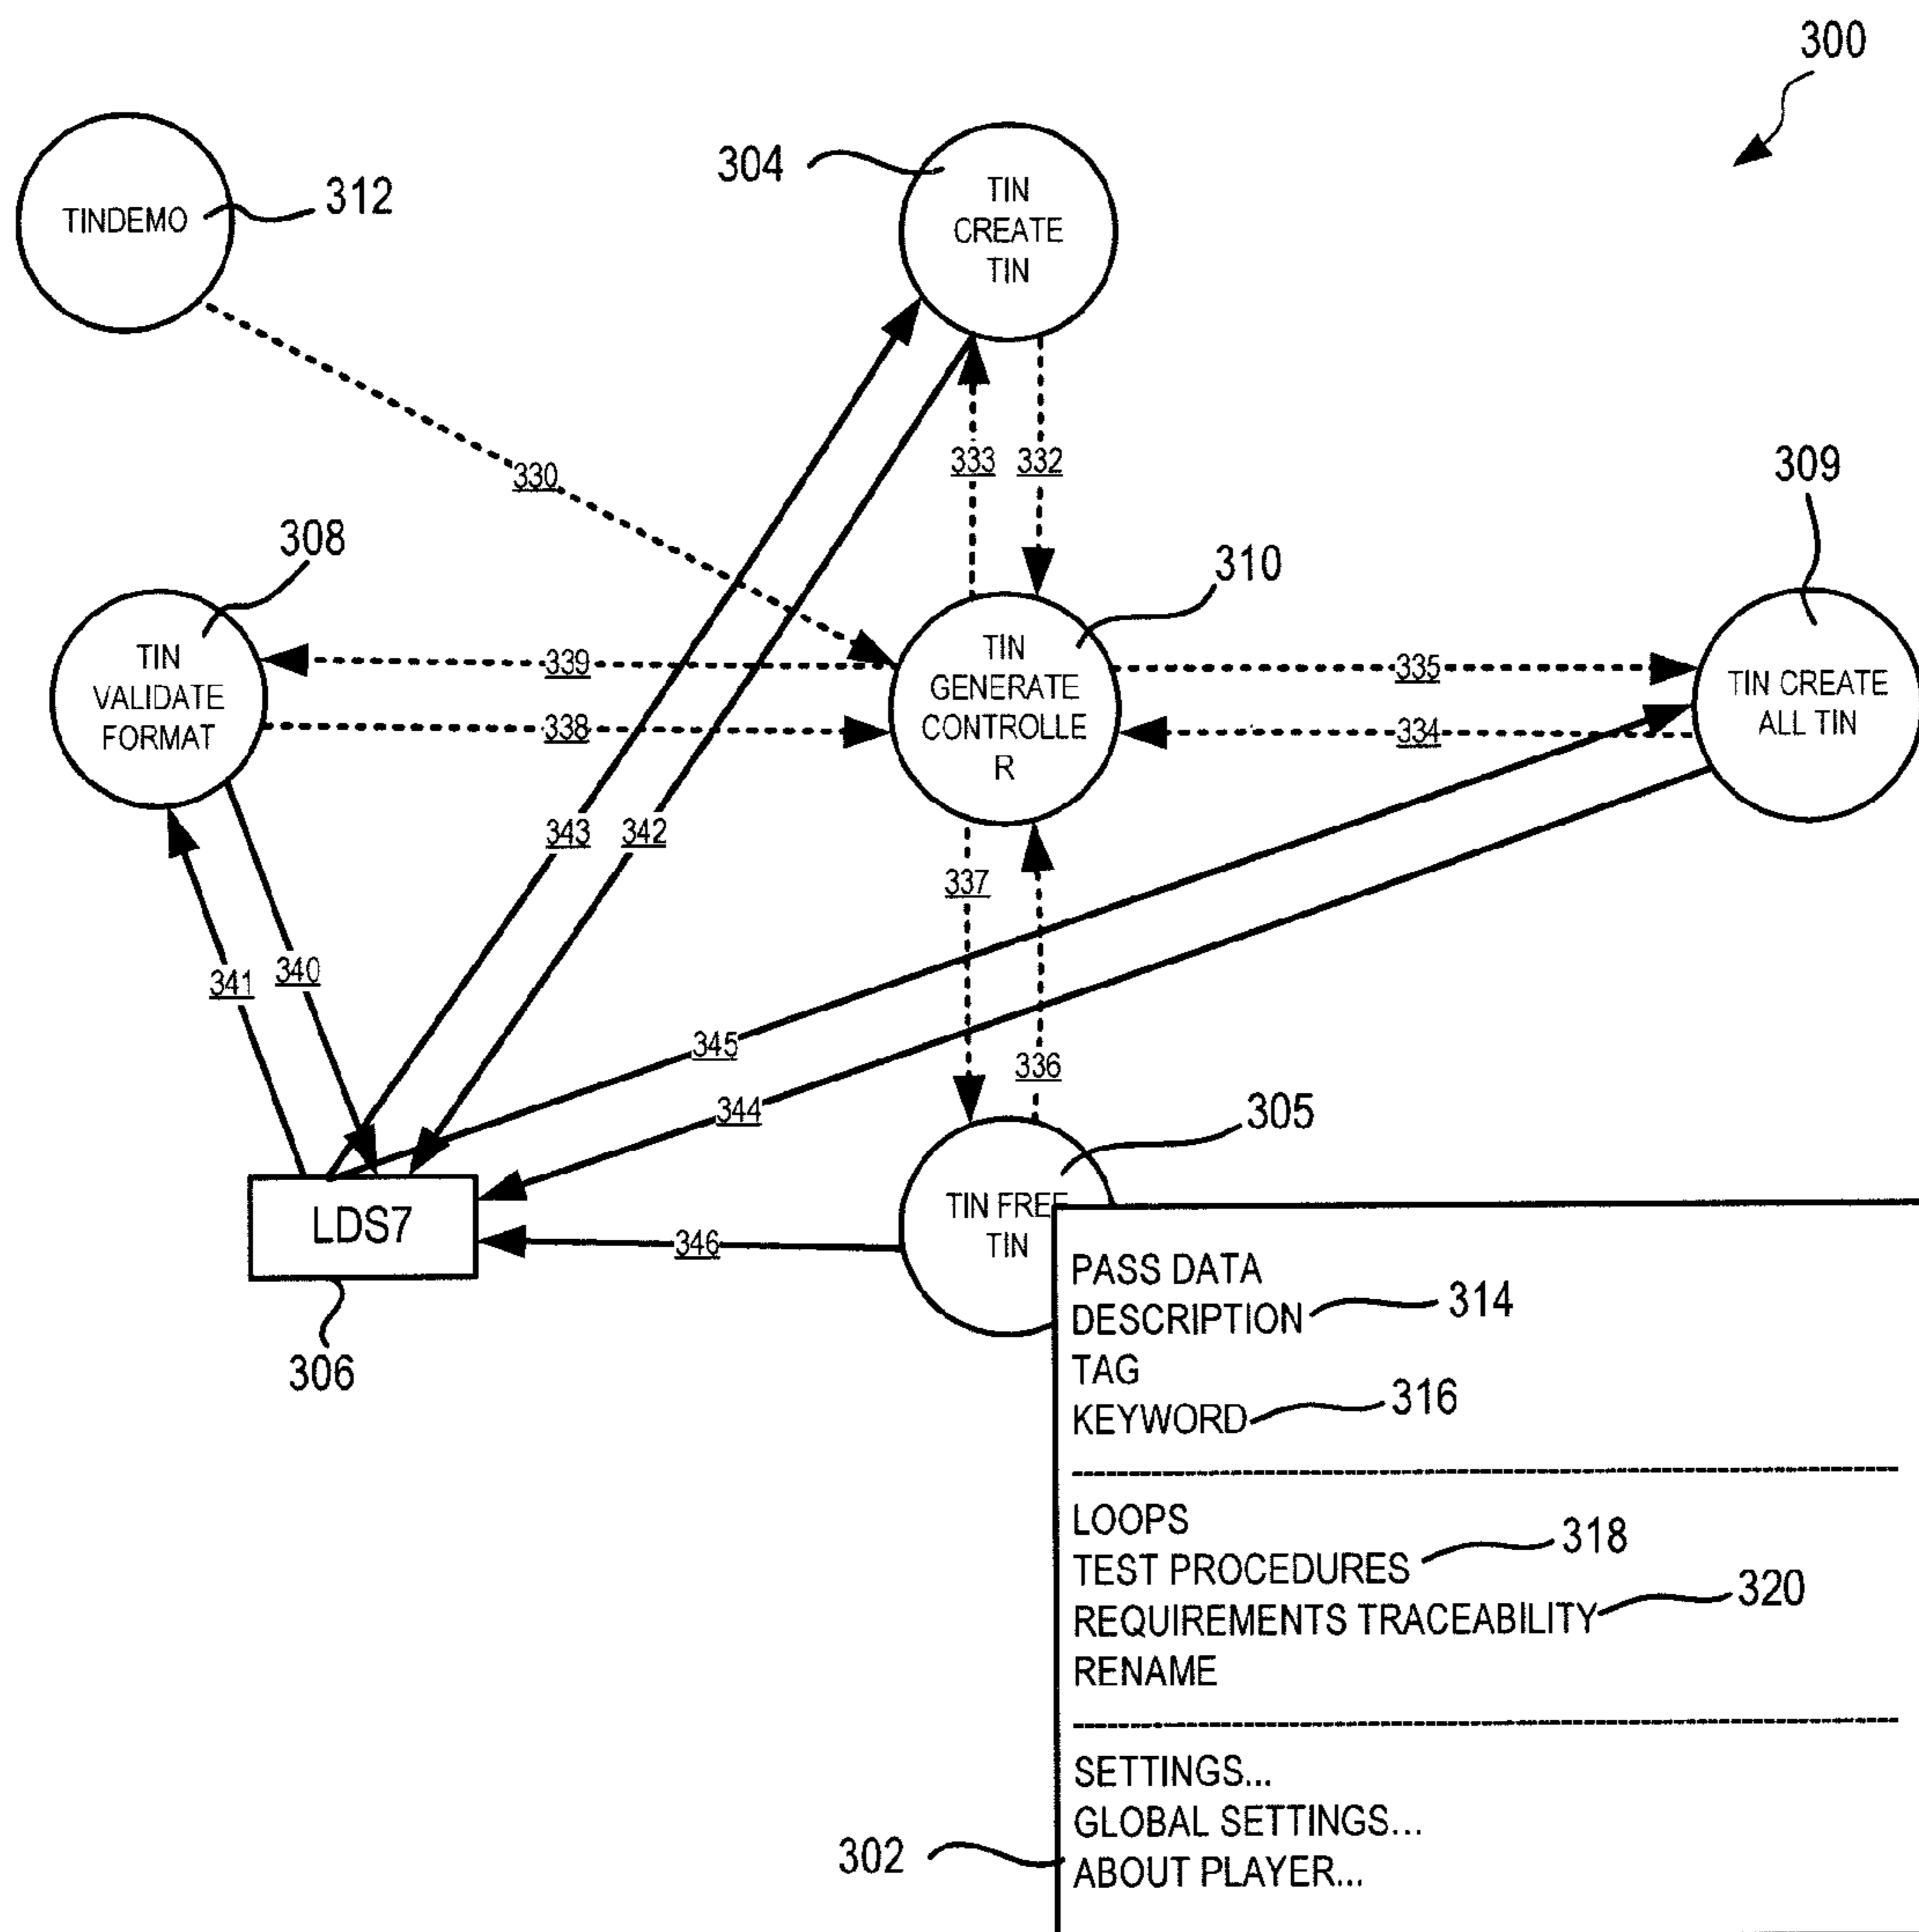 300
304
TIN
CREATE
TIN
TINDEMO
312
330
333
332
309
308
310
TIN
VALIDATE
FORMAT
339
338
TIN
GENERATE
CONTROLLE
R
335
334
TIN CREATE
ALL TIN
343
342
337
341
340
345
336
344
305
LDS7
346
TIN FREE
TIN
306
PASS DATA
DESCRIPTION
314
TAG
KEYWORD
316
LOOPS
TEST PROCEDURES
318
REQUIREMENTS TRACEABILITY
320
RENAME
SETTINGS...
GLOBAL SETTINGS...
302
ABOUT PLAYER...